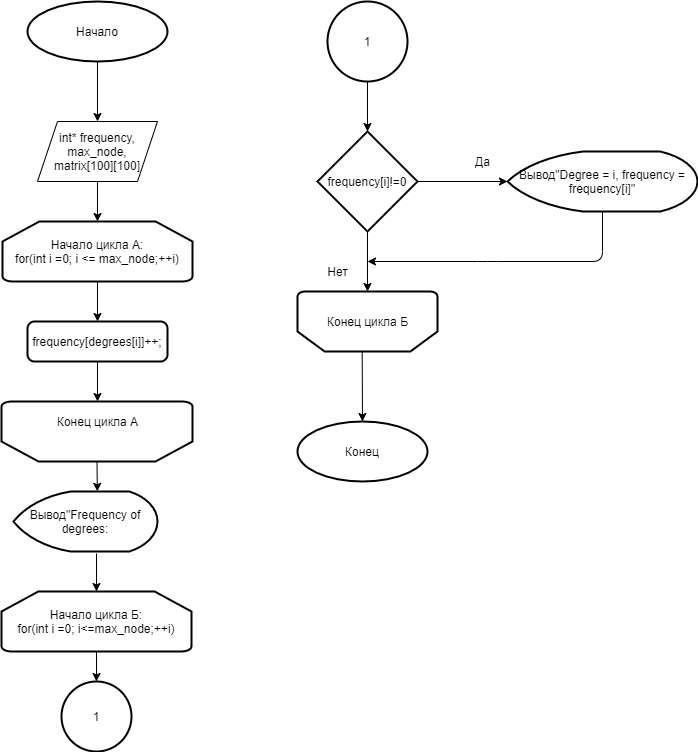 Начало
int* frequency,
max_node,
matrix[100][100]
Начало цикла А:
for(int i =0; i <= max_node;++i)
frequency[degrees[i]]++;
Конец цикла А
Вывод"Frequency of
degrees:
Начало цикла Б:
for(int i =0; i<=max_node;++i)
1
1
frequency[i]!=0
Да
Вывод"Degree = i, frequency =
frequency[i]"
Нет
Конец цикла Б
Конец